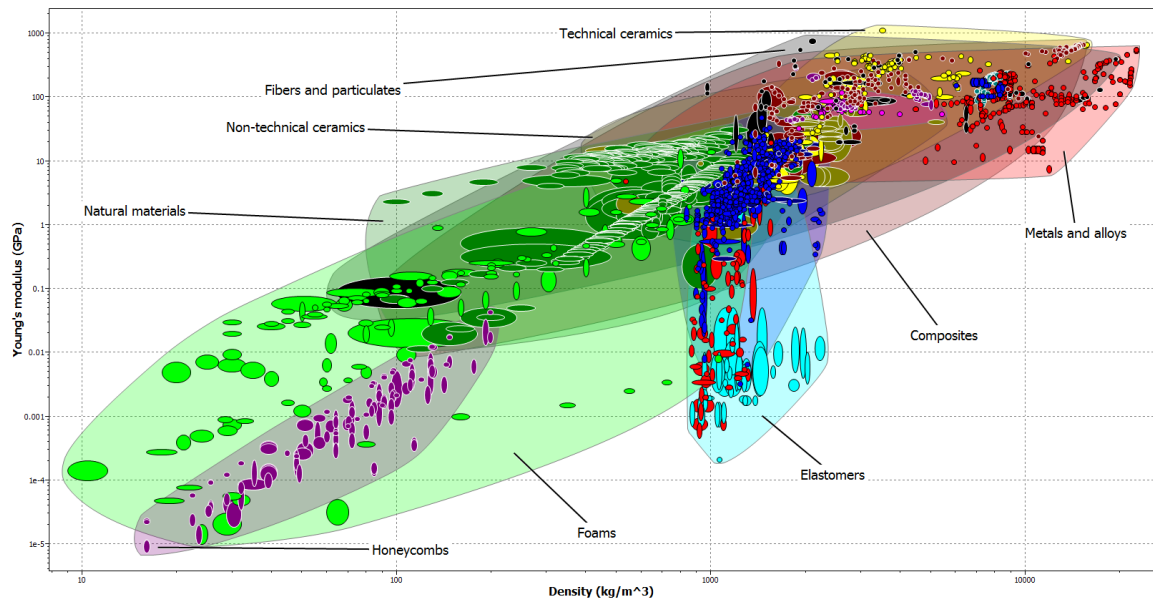 Technical ceramics
Fibers and particulates
Non-technical ceramics
Natural materials
Metals and alloys
Composites
Elastomers
Foams
Honeycombs
Young's modulus (GPa)
1000
100
10
1
0.1
0.01
0.001
1e-4
1e-5
10
100
1000
10000
Density (kg/m^3)